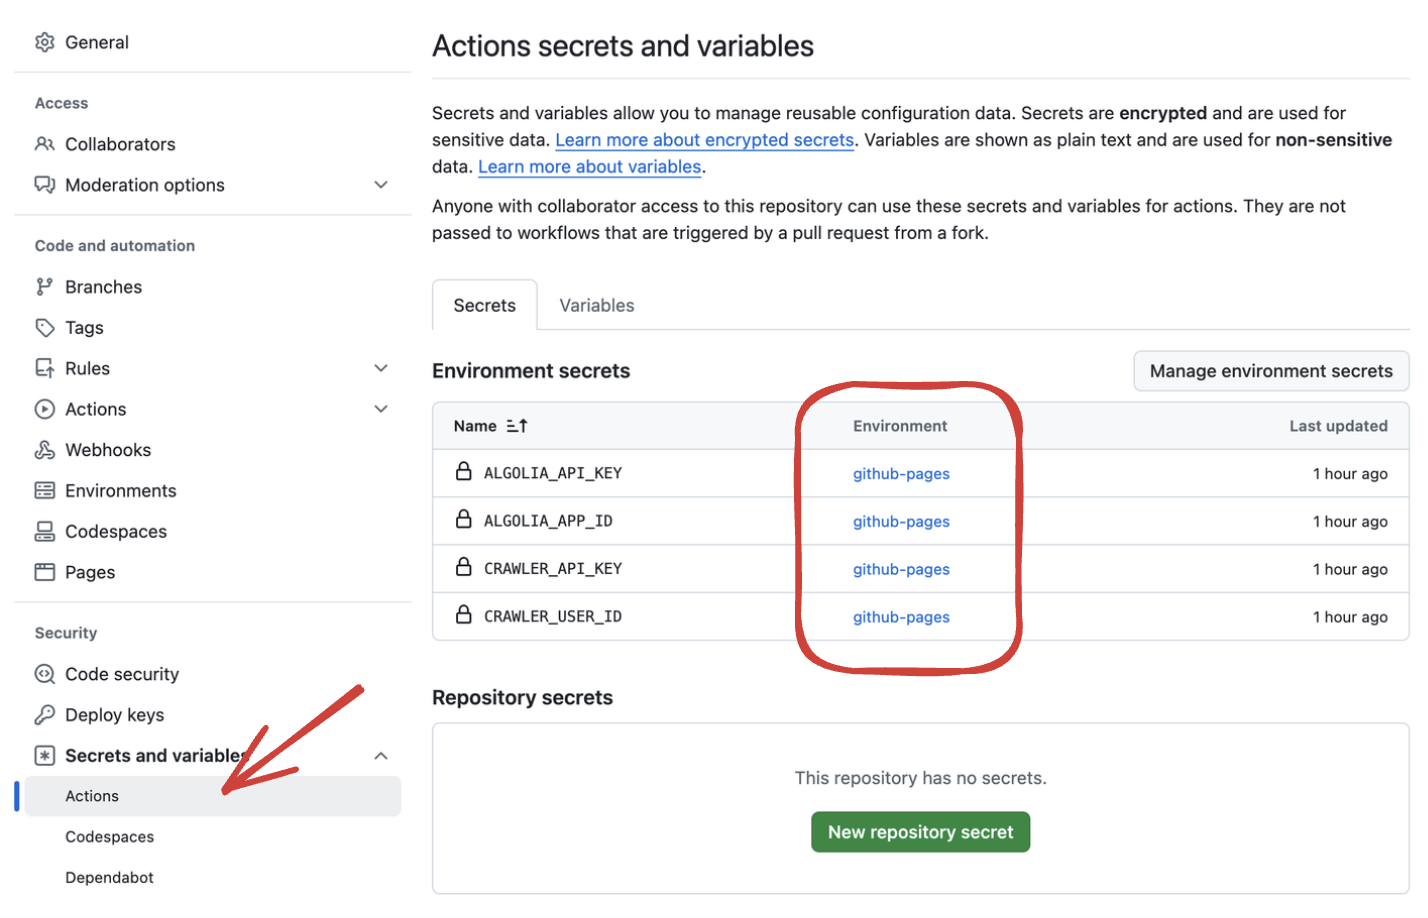 General
Access
Collaborators
Moderation options
Code and automation
Branches
Tags
Rules
Actions
Webhooks
Environments
Codespaces
Pages
Security
Code security
Deploy keys
Secrets and variables
Actions
Codespaces
Dependabot
Actions secrets and variables
Secrets and variables allow you to manage reusable configuration data. Secrets are encrypted and are used for
sensitive data. Learn more about encrypted secrets. Variables are shown as plain text and are used for non-sensitive
data. Learn more about variables.
Anyone with collaborator access to this repository can use these secrets and variables for actions. They are not
passed to workflows that are triggered by a pull request from a fork.
Secrets Variables
Environment secrets Manage environment secrets
Name Environment Last updated
ALGOLIA_API_KEY github-pages 1 hour ago
ALGOLIA_APP_ID github-pages 1 hour ago
CRAWLER_API_KEY github-pages 1 hour ago
CRAWLER_USER_ID github-pages 1 hour ago
Repository secrets
This repository has no secrets.
New repository secret